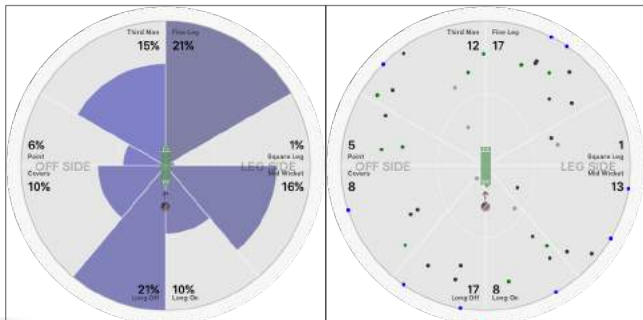 Third Man Fine Leg
15% 21%
6% 1%
Point Square Leg
OFF SIDE LEG SIDE
Covers Mid Wicket
10% 16%
21% 10%
Long Off Long On
Third Man Fine Leg
12 17
5 1
Point Square Leg
OFF SIDE LEG SIDE
Covers Mid Wicket
8 13
17 8
Long Off Long On